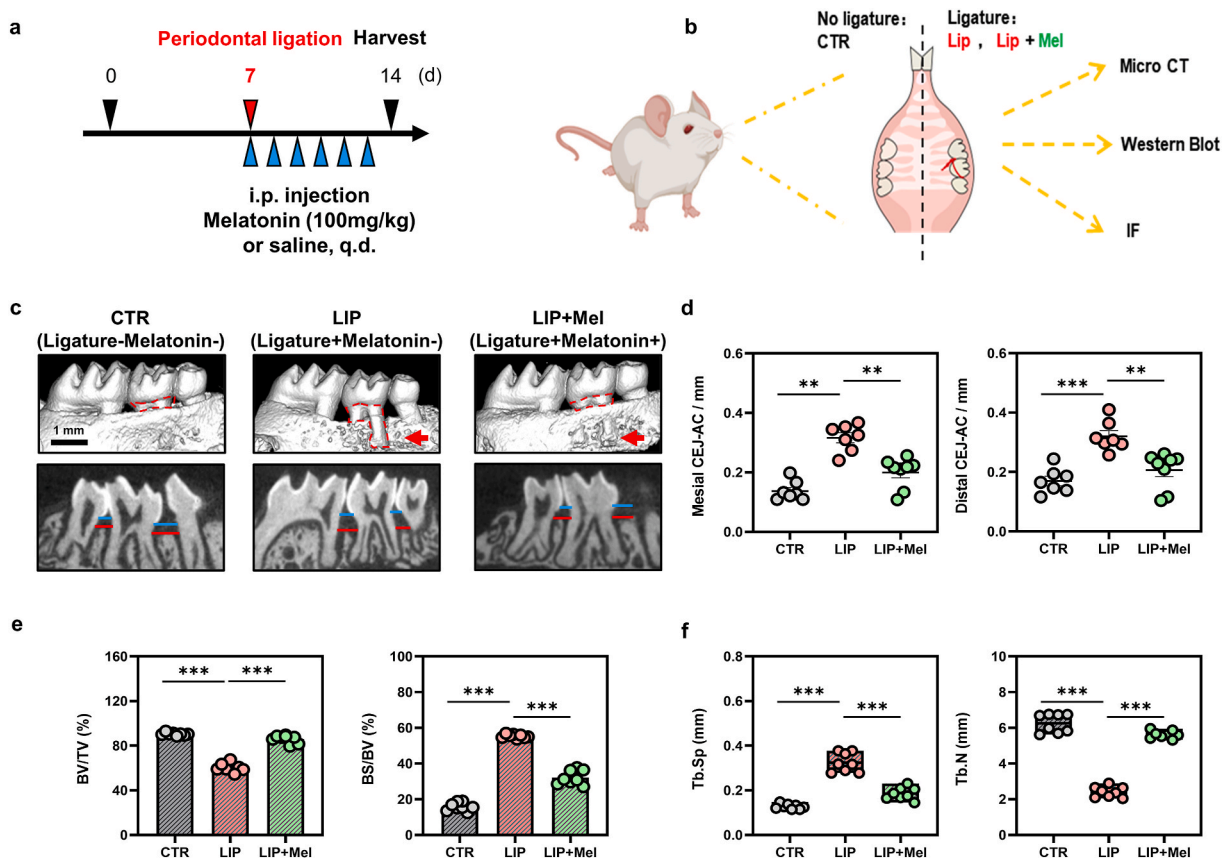 a
Periodontal ligation Harvest
0 7 14 (d)
i.p. injection
Melatonin (100mg/kg)
or saline, q.d.
b
No ligature:
CTR
Ligature:
Lip , Lip + Mel
Micro CT
Western Blot
IF
c
CTR
(Ligature-Melatonin-)
LIP
(Ligature+Melatonin-)
LIP+Mel
(Ligature+Melatonin+)
1 mm
d
Mesial CEJ-AC / mm
0.6
0.4
0.2
0.0
** **
CTR LIP LIP+Mel
Distal CEJ-AC / mm
0.6
0.4
0.2
0.0
*** **
CTR LIP LIP+Mel
e
BV/TV (%)
160
120
80
40
0
*** ***
CTR LIP LIP+Mel
BS/BV (%)
100
80
60
40
20
0
*** ***
CTR LIP LIP+Mel
f
Tb.Sp (mm)
0.8
0.6
0.4
0.2
0.0
*** ***
CTR LIP LIP+Mel
Tb.N (mm)
10
8
6
4
2
0
*** ***
CTR LIP LIP+Mel